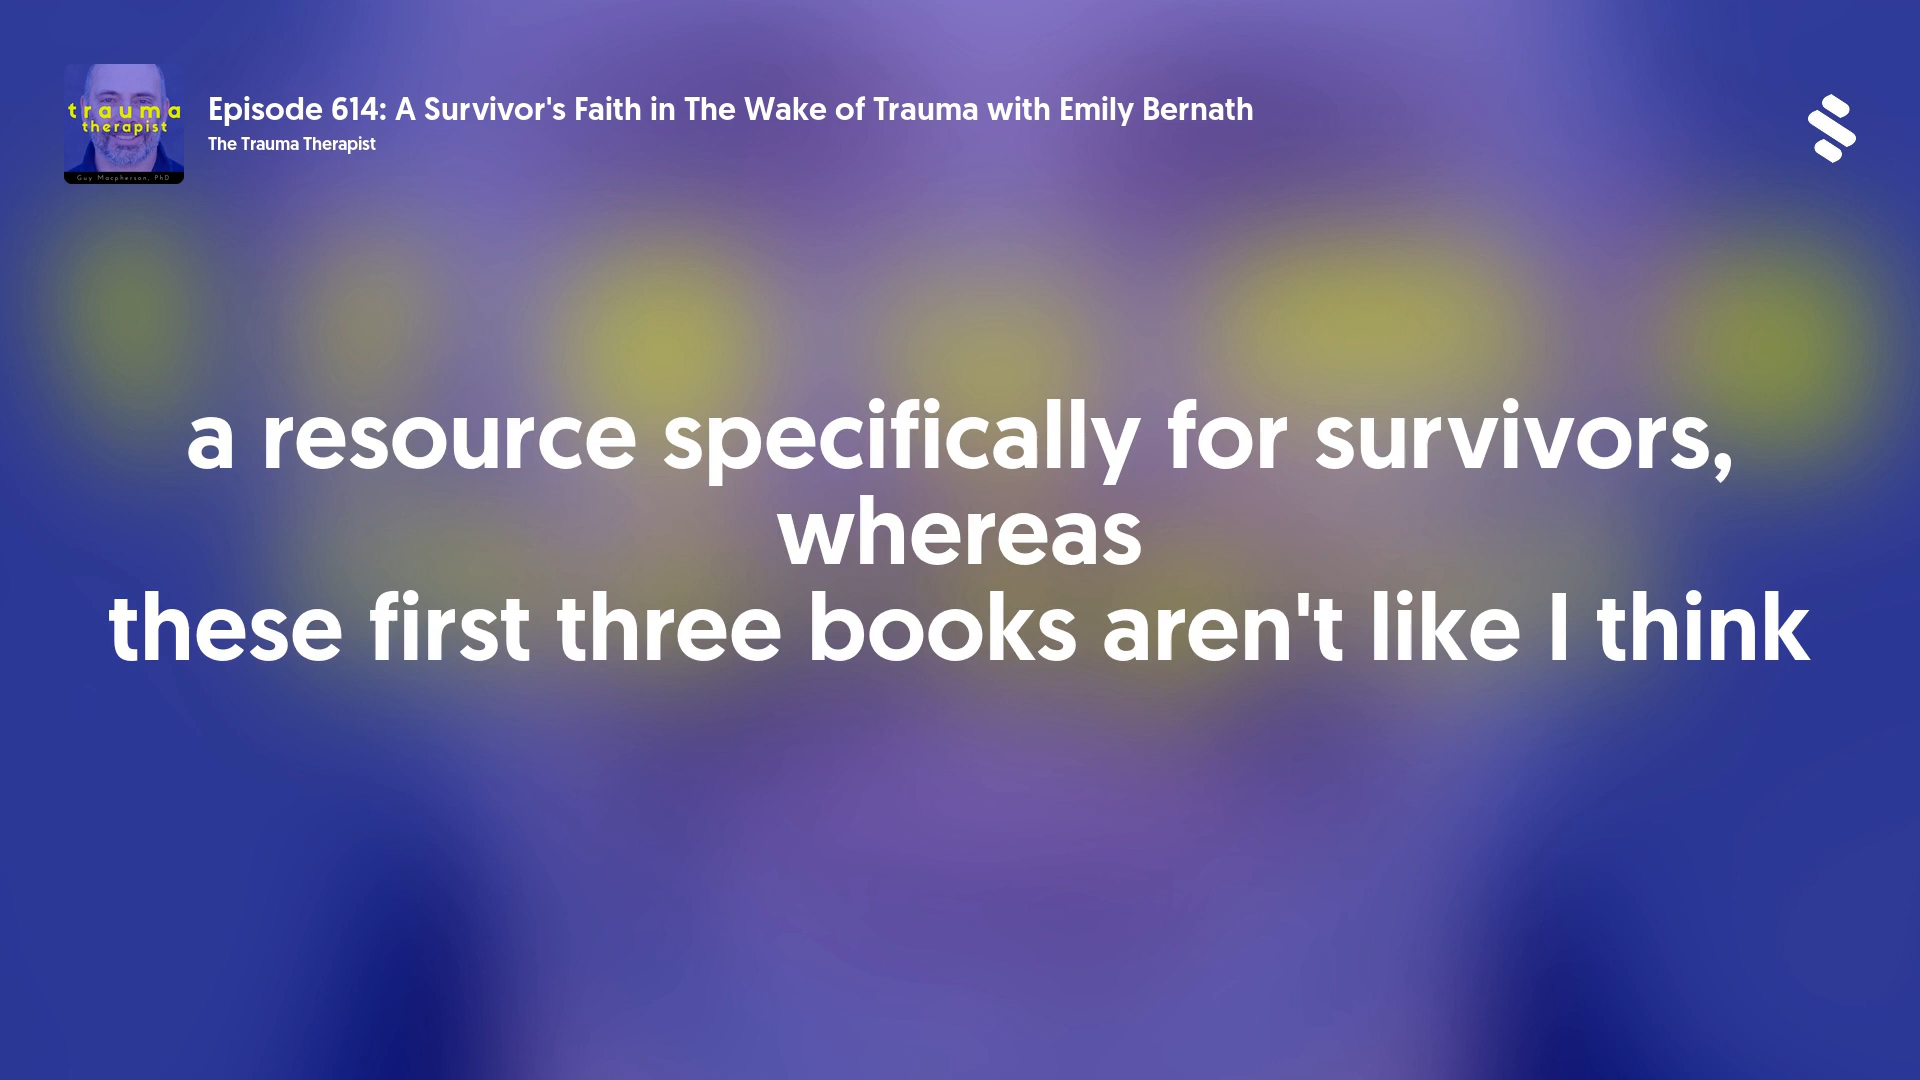 trauma
therapist
Guy Macpherson, PhD
Episode 614: A Survivor's Faith in The Wake of Trauma with Emily Bernath
The Trauma Therapist
a resource specifically for survivors,
whereas
these first three books aren't like I think